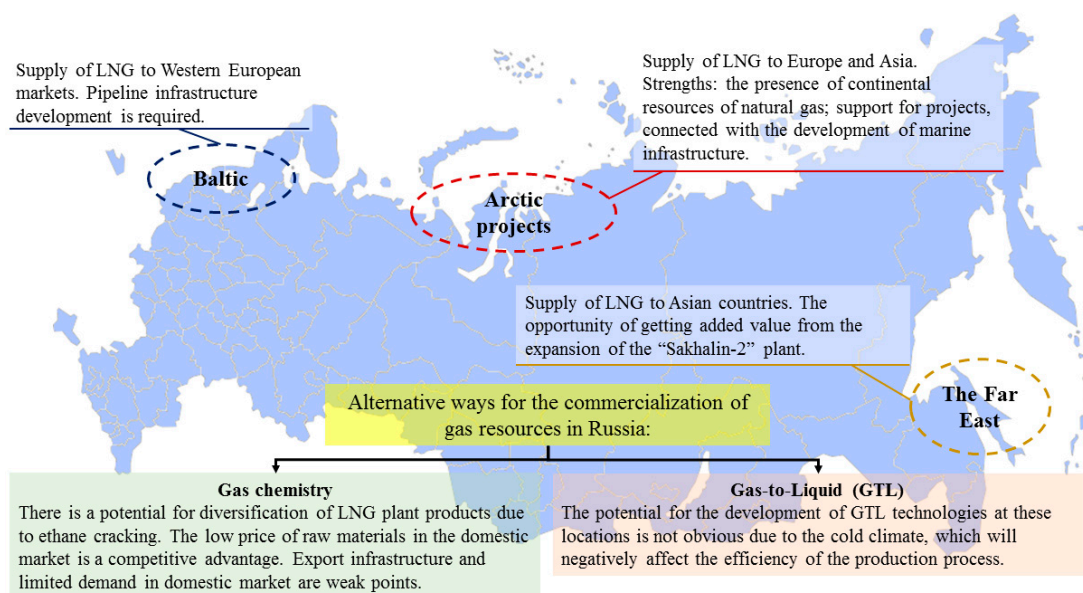 Supply of LNG to Western European
markets. Pipeline infrastructure
development is required.
Baltic
Supply of LNG to Europe and Asia.
Strengths: the presence of continental
resources of natural gas; support for projects,
connected with the development of marine
infrastructure.
Arctic
projects
Supply of LNG to Asian countries. The
opportunity of getting added value from the
expansion of the “Sakhalin-2” plant.
The Far
East
Alternative ways for the commercialization of
gas resources in Russia:
Gas chemistry
There is a potential for diversification of LNG plant products due
to ethane cracking. The low price of raw materials in the domestic
market is a competitive advantage. Export infrastructure and
limited demand in domestic market are weak points.
Gas-to-Liquid (GTL)
The potential for the development of GTL technologies at these
locations is not obvious due to the cold climate, which will
negatively affect the efficiency of the production process.